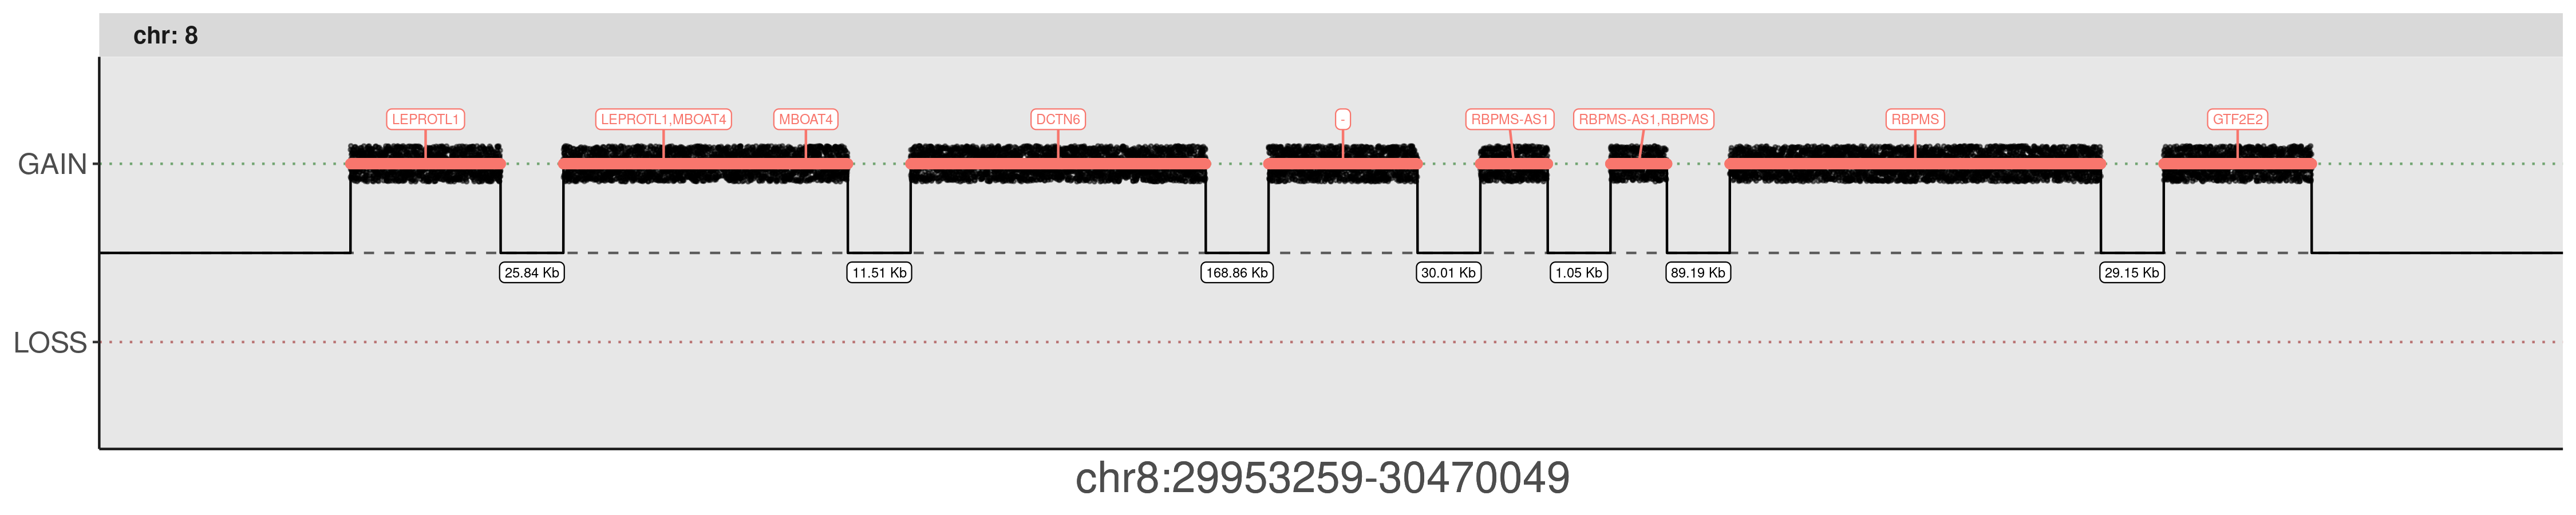 chr: 8
LEPROTL1
LEPROTL1,MBOAT4
MBOAT4
DCTN6
-
RBPMS-AS1
RBPMS-AS1,RBPMS
RBPMS
GTF2E2
GAIN
25.84 Kb
11.51 Kb
168.86 Kb
30.01 Kb
1.05 Kb
89.19 Kb
29.15 Kb
LOSS
chr8:29953259-30470049